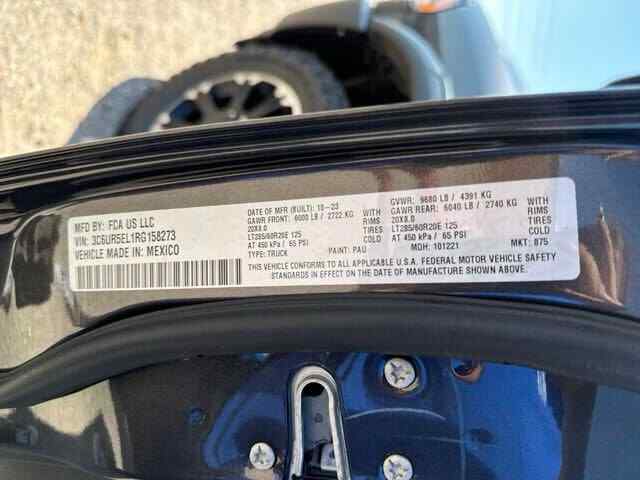 MFD BY: FCA US LLC
VIN: 3C6UR5EL1RG158273
VEHICLE MADE IN: MEXICO
DATE OF MFR (BUILT): 10-23
GAWR FRONT: 6000 LB / 2722 KG
20X8.0
LT285/60R20E 125
AT 450 kPa / 65 PSI
TYPE: TRUCK
WITH
RIMS
TIRES
COLD
PAINT: PAU
GVWR: 9680 LB / 4391 KG
GAWR REAR: 6040 LB / 2740 KG
20X8.0
LT285/60R20E 125
AT 450 kPa / 65 PSI
MDH: 101221
WITH
RIMS
TIRES
COLD
MKT: 875
THIS VEHICLE CONFORMS TO ALL APPLICABLE U.S.A. FEDERAL MOTOR VEHICLE SAFETY
STANDARDS IN EFFECT ON THE DATE OF MANUFACTURE SHOWN ABOVE.